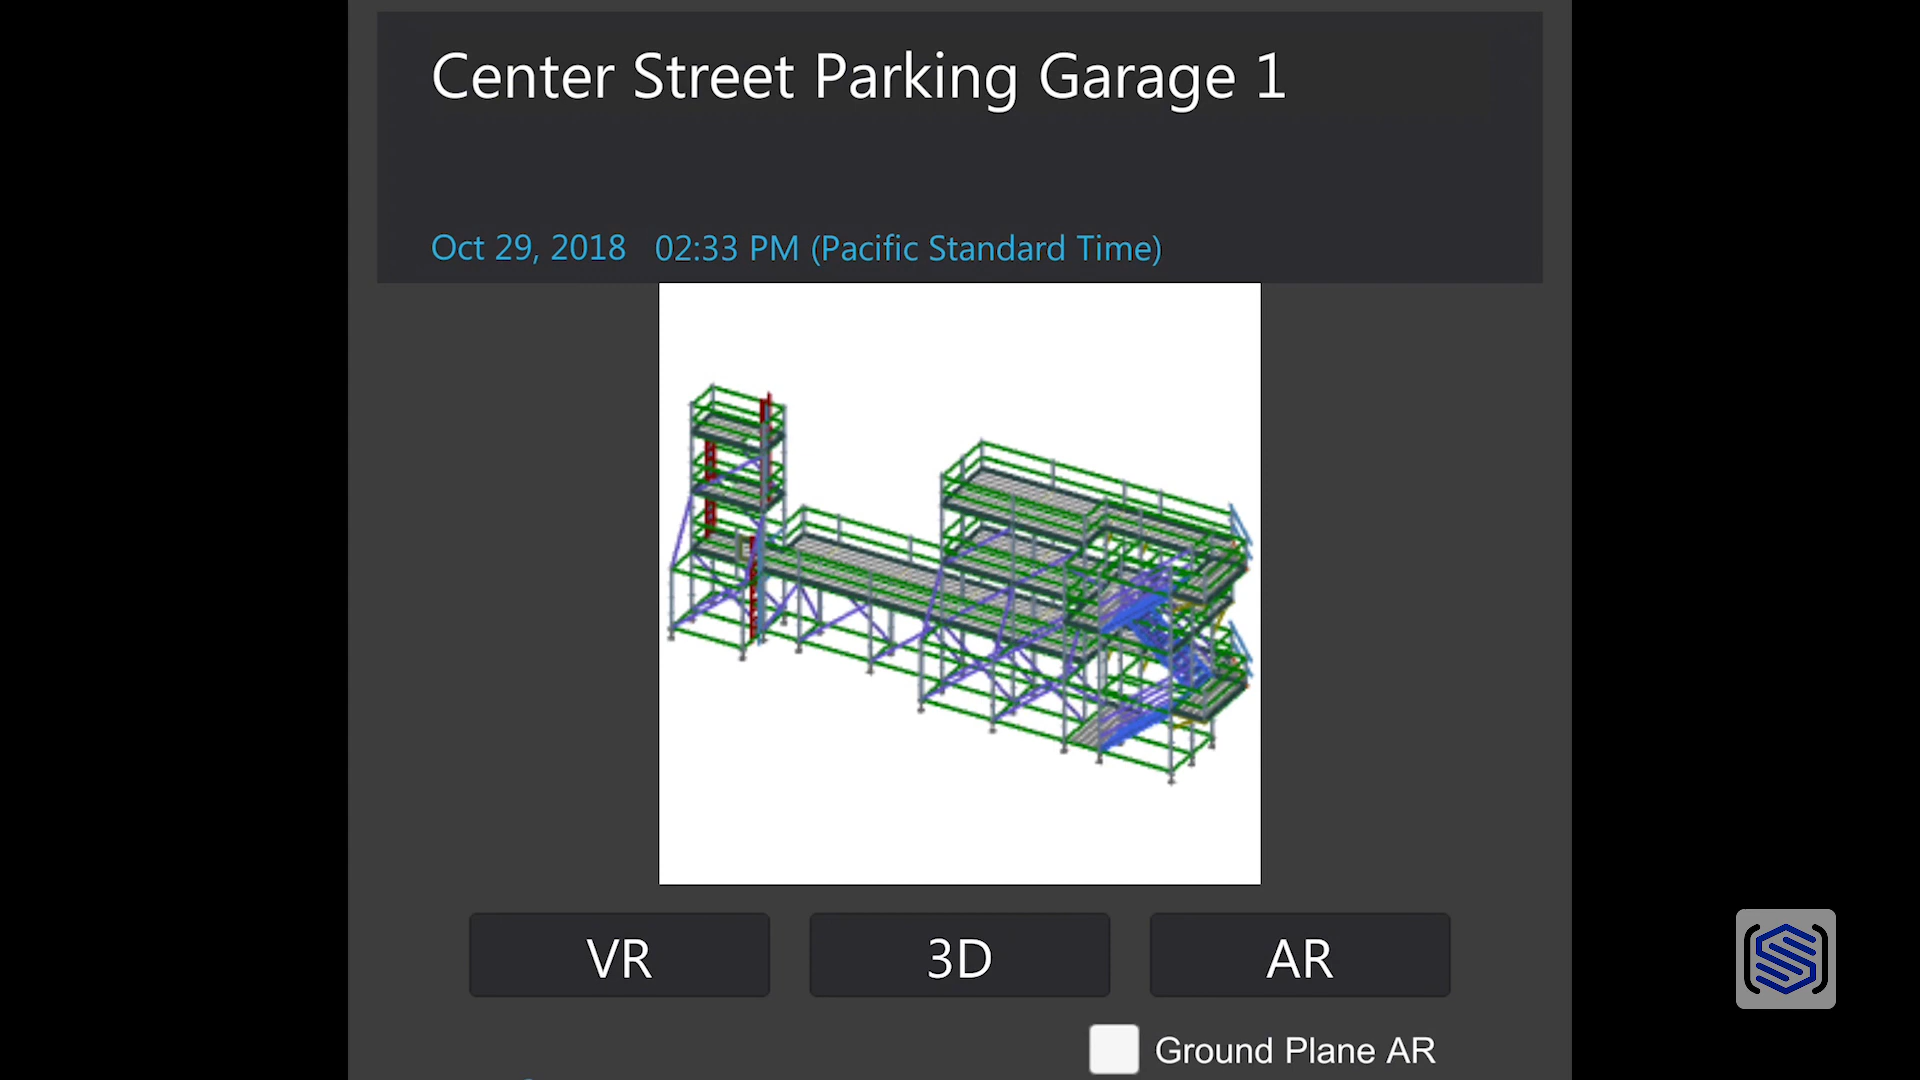 Center Street Parking Garage 1
Oct 29, 2018 02:33 PM (Pacific Standard Time)
VR
3D
AR
Ground Plane AR